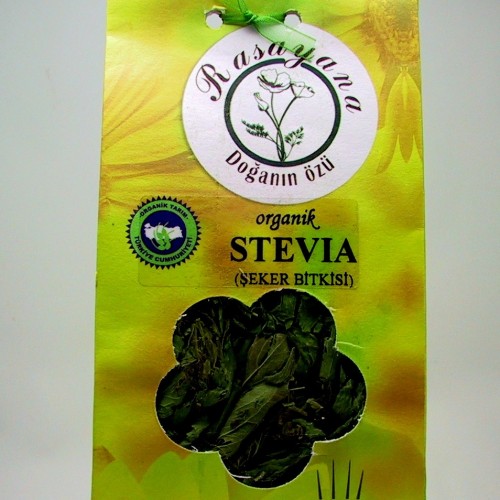 Rasayana
Doğanın özü
organik
STEVIA
(ŞEKER BİTKİSİ)
ORGANİK TARIM
TÜRKİYE CUMHURİYETİ